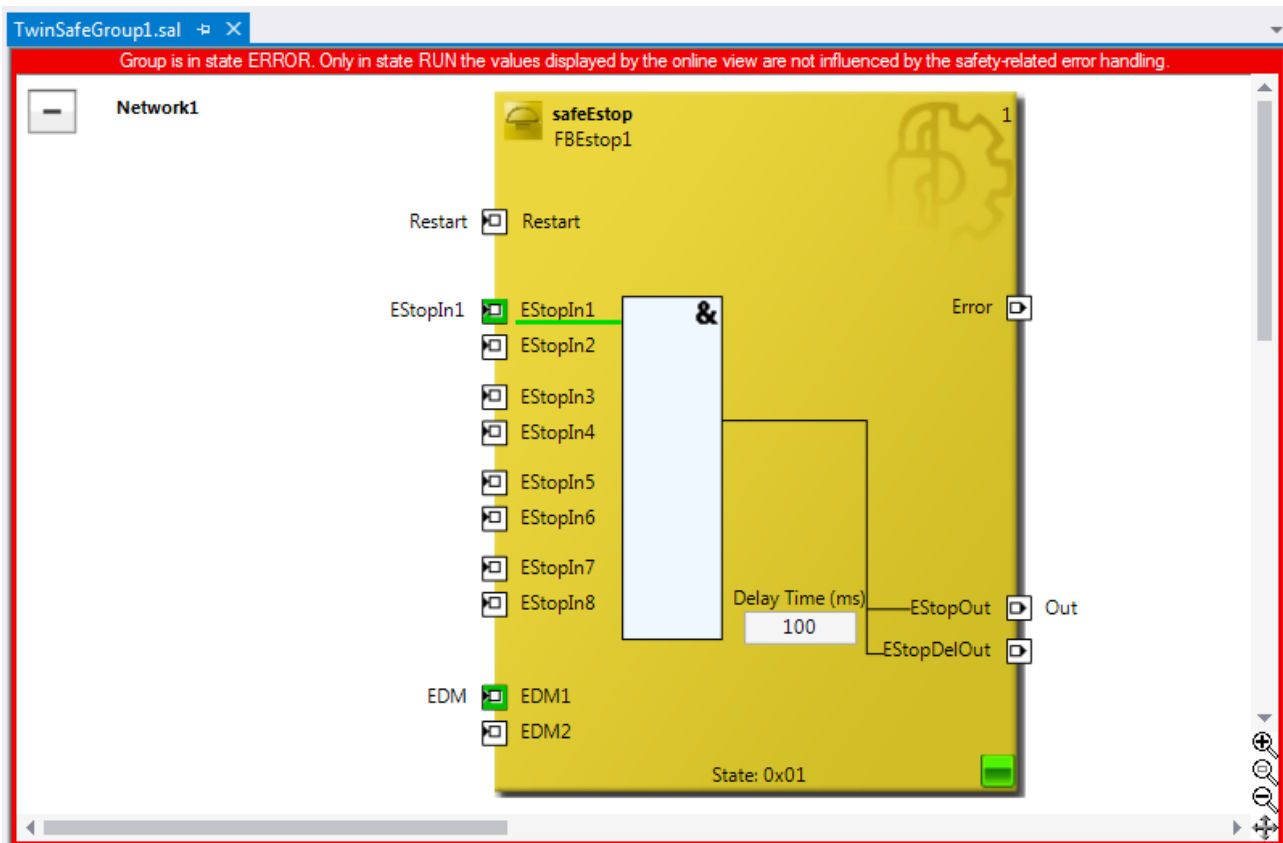 TwinSafeGroup1.sal
Group is in state ERROR. Only in state RUN the values displayed by the online view are not influenced by the safety-related error handling.
Network1
safeEstop
1
FBEstop1
Restart Restart
EStopIn1 EStopIn1 & Error
EStopIn2
EStopIn3
EStopIn4
EStopIn5
EStopIn6
EStopIn7
EStopIn8 Delay Time (ms) EStopOut Out
100
EStopDelOut
EDM EDM1
EDM2
State: 0x01